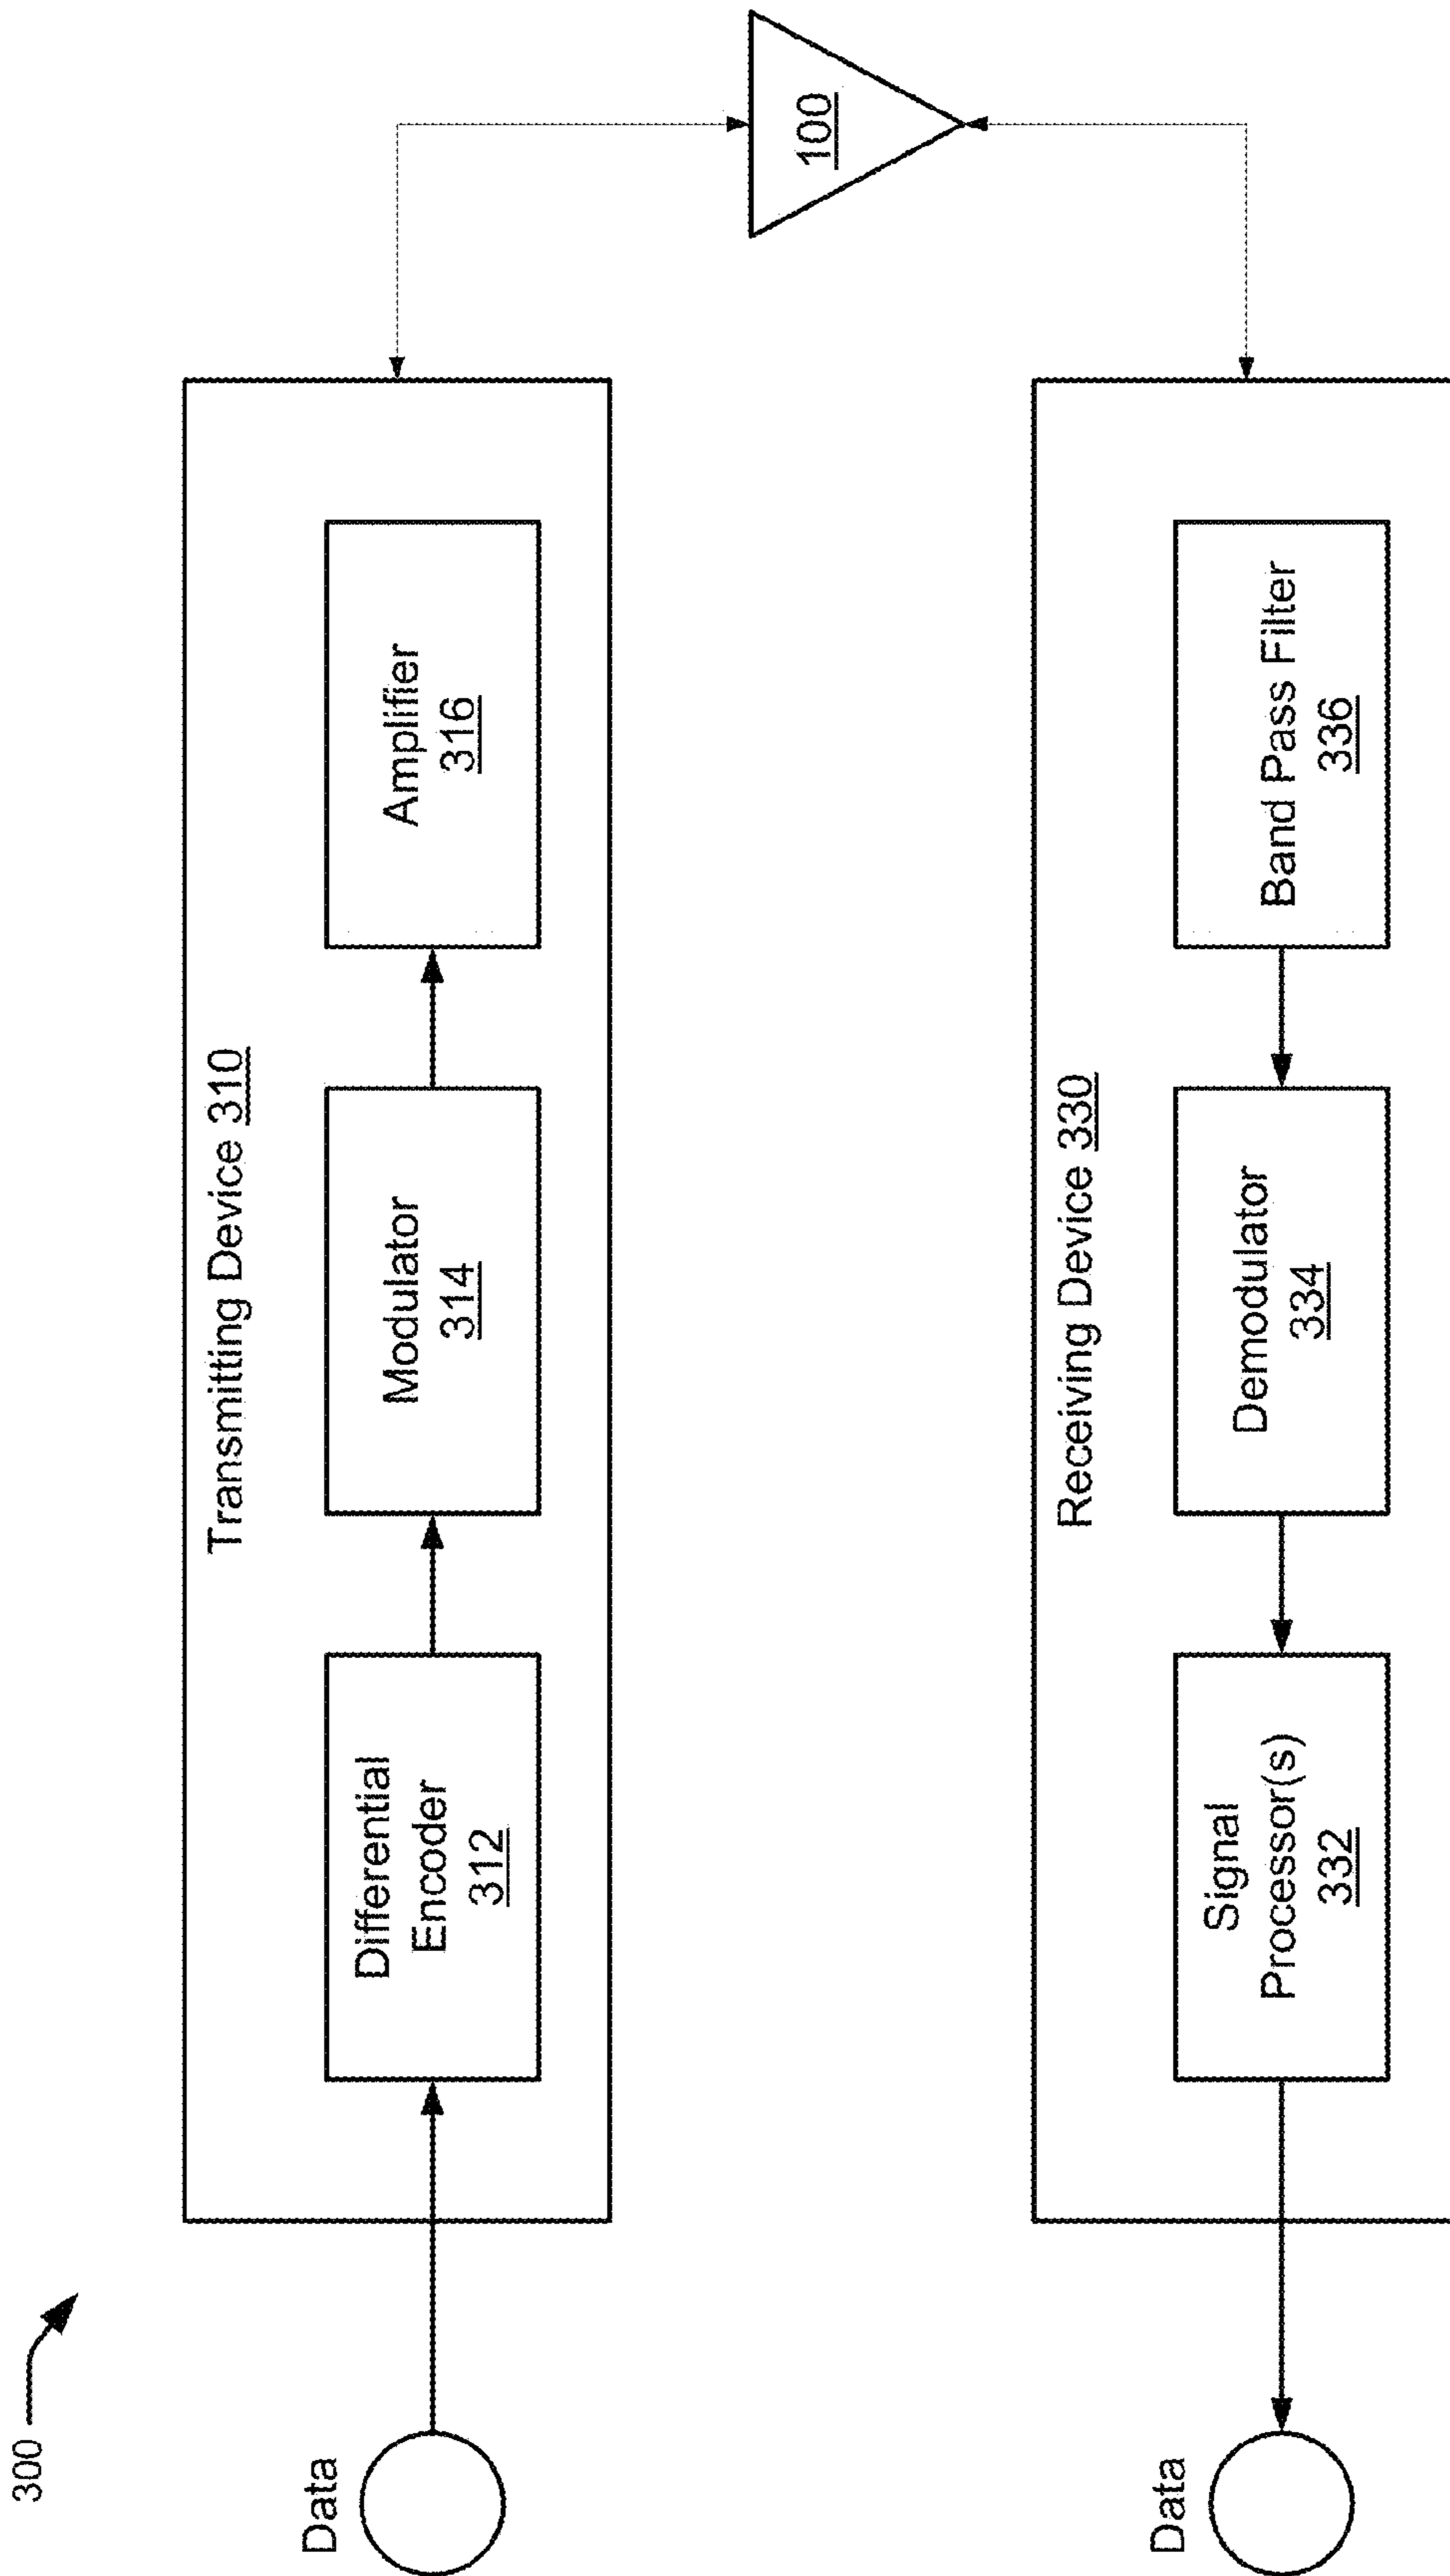 300
Data
Transmitting Device 310
Differential
Encoder
312
Modulator
314
Amplifier
316
100
Data
Receiving Device 330
Signal
Processor(s)
332
Demodulator
334
Band Pass Filter
336